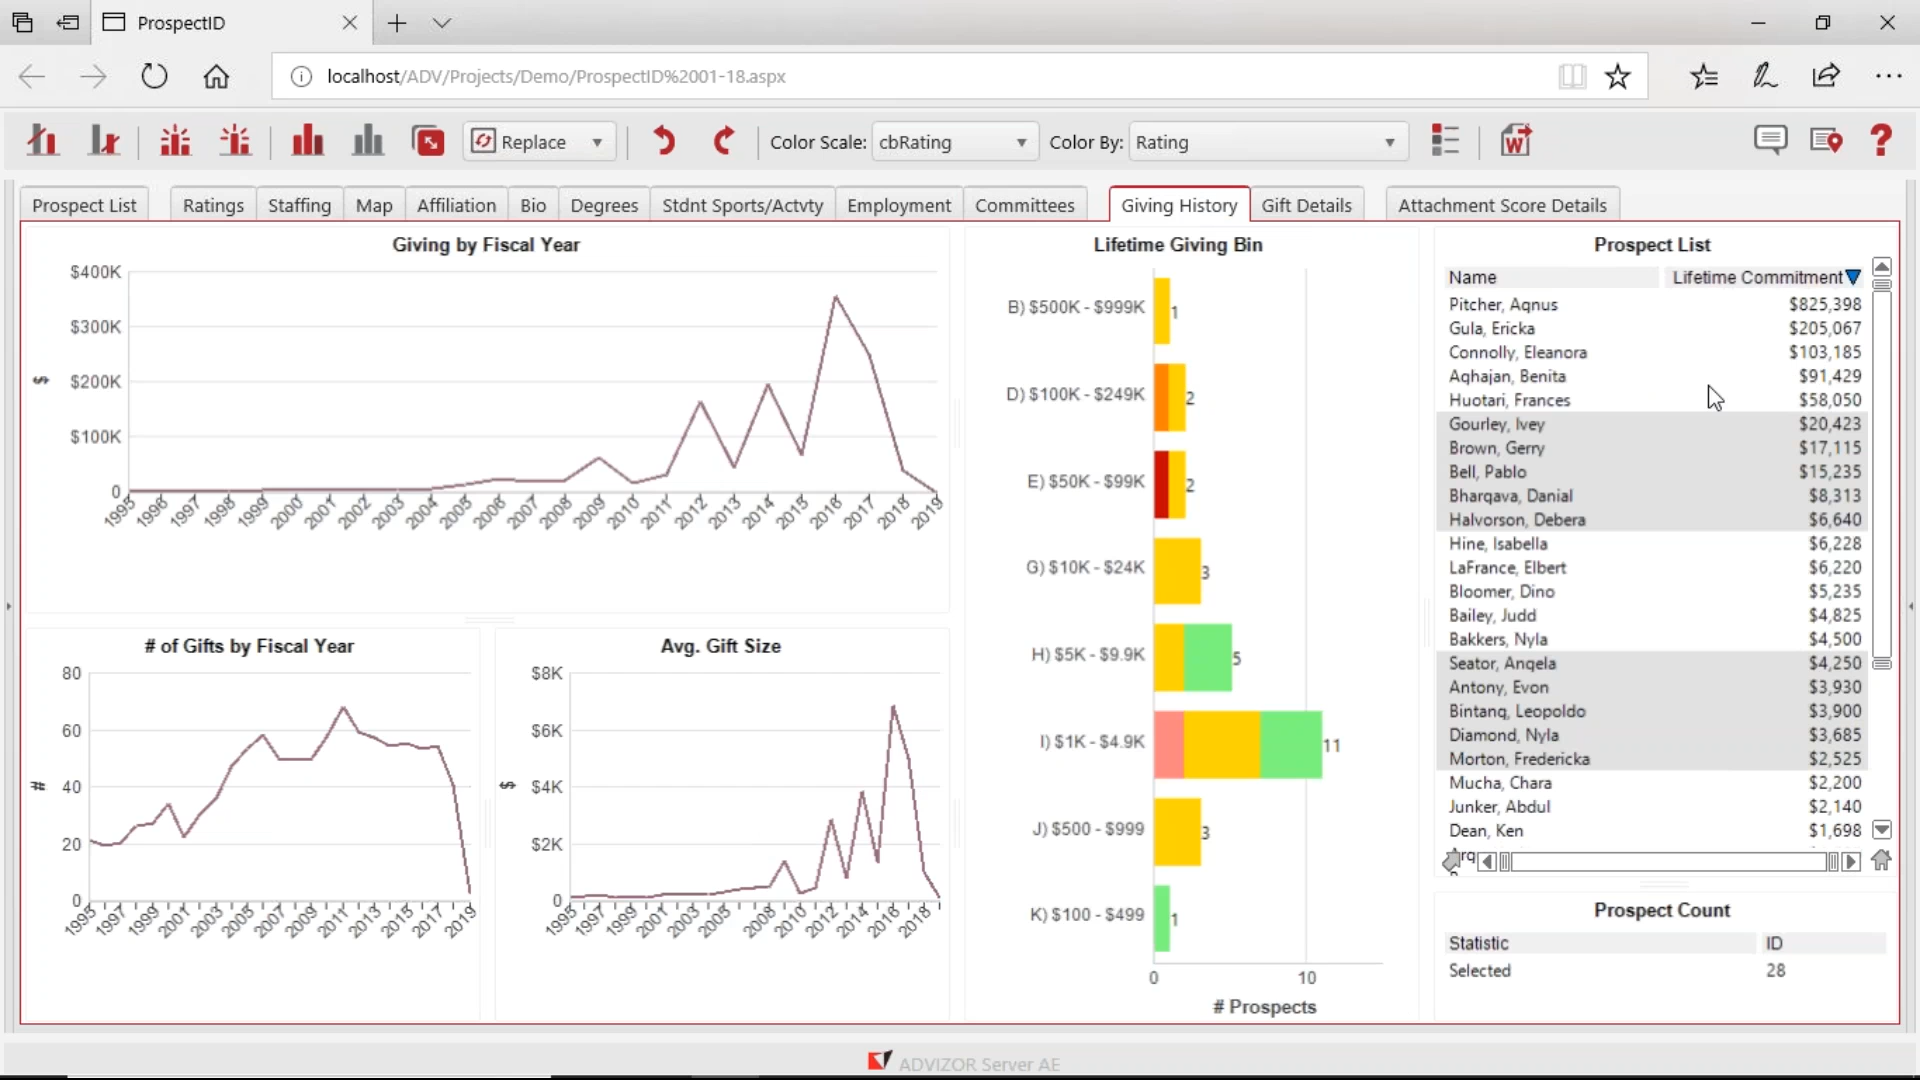 ProspectID
localhost/ADV/Projects/Demo/ProspectID%2001-18.aspx
Replace Color Scale: cbRating Color By: Rating
Prospect List Ratings Staffing Map Affiliation Bio Degrees Stdnt Sports/Actvty Employment Committees Giving History Gift Details Attachment Score Details
Giving by Fiscal Year
$
$400K
$300K
$200K
$100K
0
1995 1996 1997 1998 1999 2000 2001 2002 2003 2004 2005 2006 2007 2008 2009 2010 2011 2012 2013 2014 2015 2016 2017 2018 2019
# of Gifts by Fiscal Year
#
80
60
40
20
0
1995 1997 1999 2001 2003 2005 2007 2009 2011 2013 2015 2017 2019
Avg. Gift Size
$
$8K
$6K
$4K
$2K
0
1995 1997 1999 2001 2003 2005 2008 2010 2012 2014 2016 2018
Lifetime Giving Bin
B) $500K - $999K 1
D) $100K - $249K 2
E) $50K - $99K 2
G) $10K - $24K 3
H) $5K - $9.9K 5
I) $1K - $4.9K 11
J) $500 - $999 3
K) $100 - $499 1
0 10
# Prospects
Prospect List
Name Lifetime Commitment
Pitcher, Agnus $825,398
Gula, Ericka $205,067
Connolly, Eleanora $103,185
Aghajan, Benita $91,429
Huotari, Frances $58,050
Gourley, Ivey $20,423
Brown, Gerry $17,115
Bell, Pablo $15,235
Bhargava, Danial $8,313
Halvorson, Debera $6,640
Hine, Isabella $6,228
LaFrance, Elbert $6,220
Bloomer, Dino $5,235
Bailey, Judd $4,825
Bakkers, Nyla $4,500
Seator, Angela $4,250
Antony, Evon $3,930
Bintang, Leopoldo $3,900
Diamond, Nyla $3,685
Morton, Fredericka $2,525
Mucha, Chara $2,200
Junker, Abdul $2,140
Dean, Ken $1,698
Prospect Count
Statistic ID
Selected 28
ADVIZOR Server AE